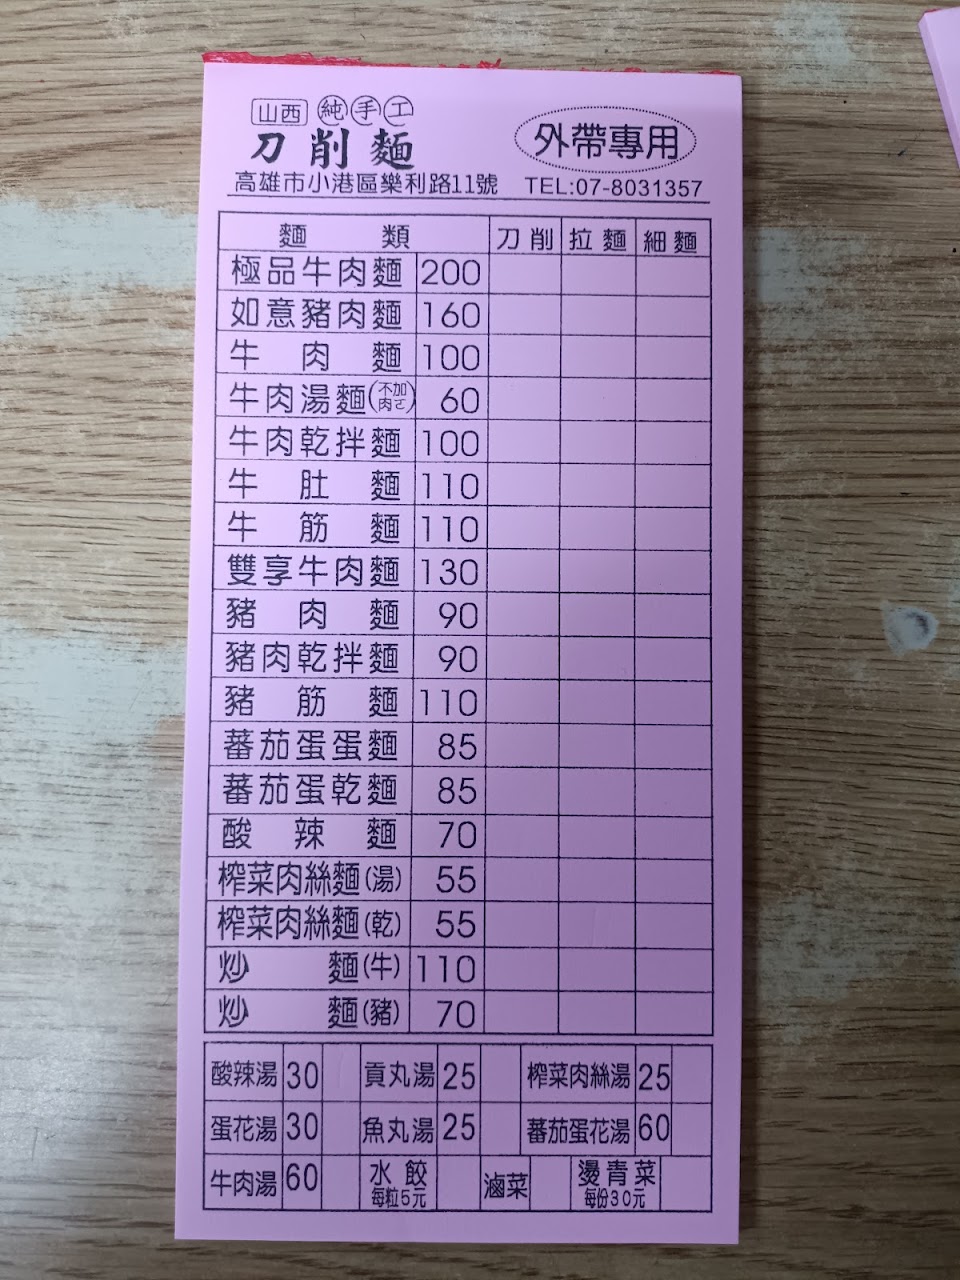 山西 純手工
刀削麵
外帶專用
高雄市小港區樂利路11號 TEL:07-8031357
麵類 刀削 拉麵 細麵
極品牛肉麵 200
如意豬肉麵 160
牛肉麵 100
牛肉湯麵(不加肉ㄛ) 60
牛肉乾拌麵 100
牛肚麵 110
牛筋麵 110
雙享牛肉麵 130
豬肉麵 90
豬肉乾拌麵 90
豬筋麵 110
蕃茄蛋蛋麵 85
蕃茄蛋乾麵 85
酸辣麵 70
榨菜肉絲麵(湯) 55
榨菜肉絲麵(乾) 55
炒麵(牛) 110
炒麵(豬) 70
酸辣湯 30 貢丸湯 25 榨菜肉絲湯 25
蛋花湯 30 魚丸湯 25 蕃茄蛋花湯 60
牛肉湯 60 水餃 每粒5元 滷菜 燙青菜 每份30元